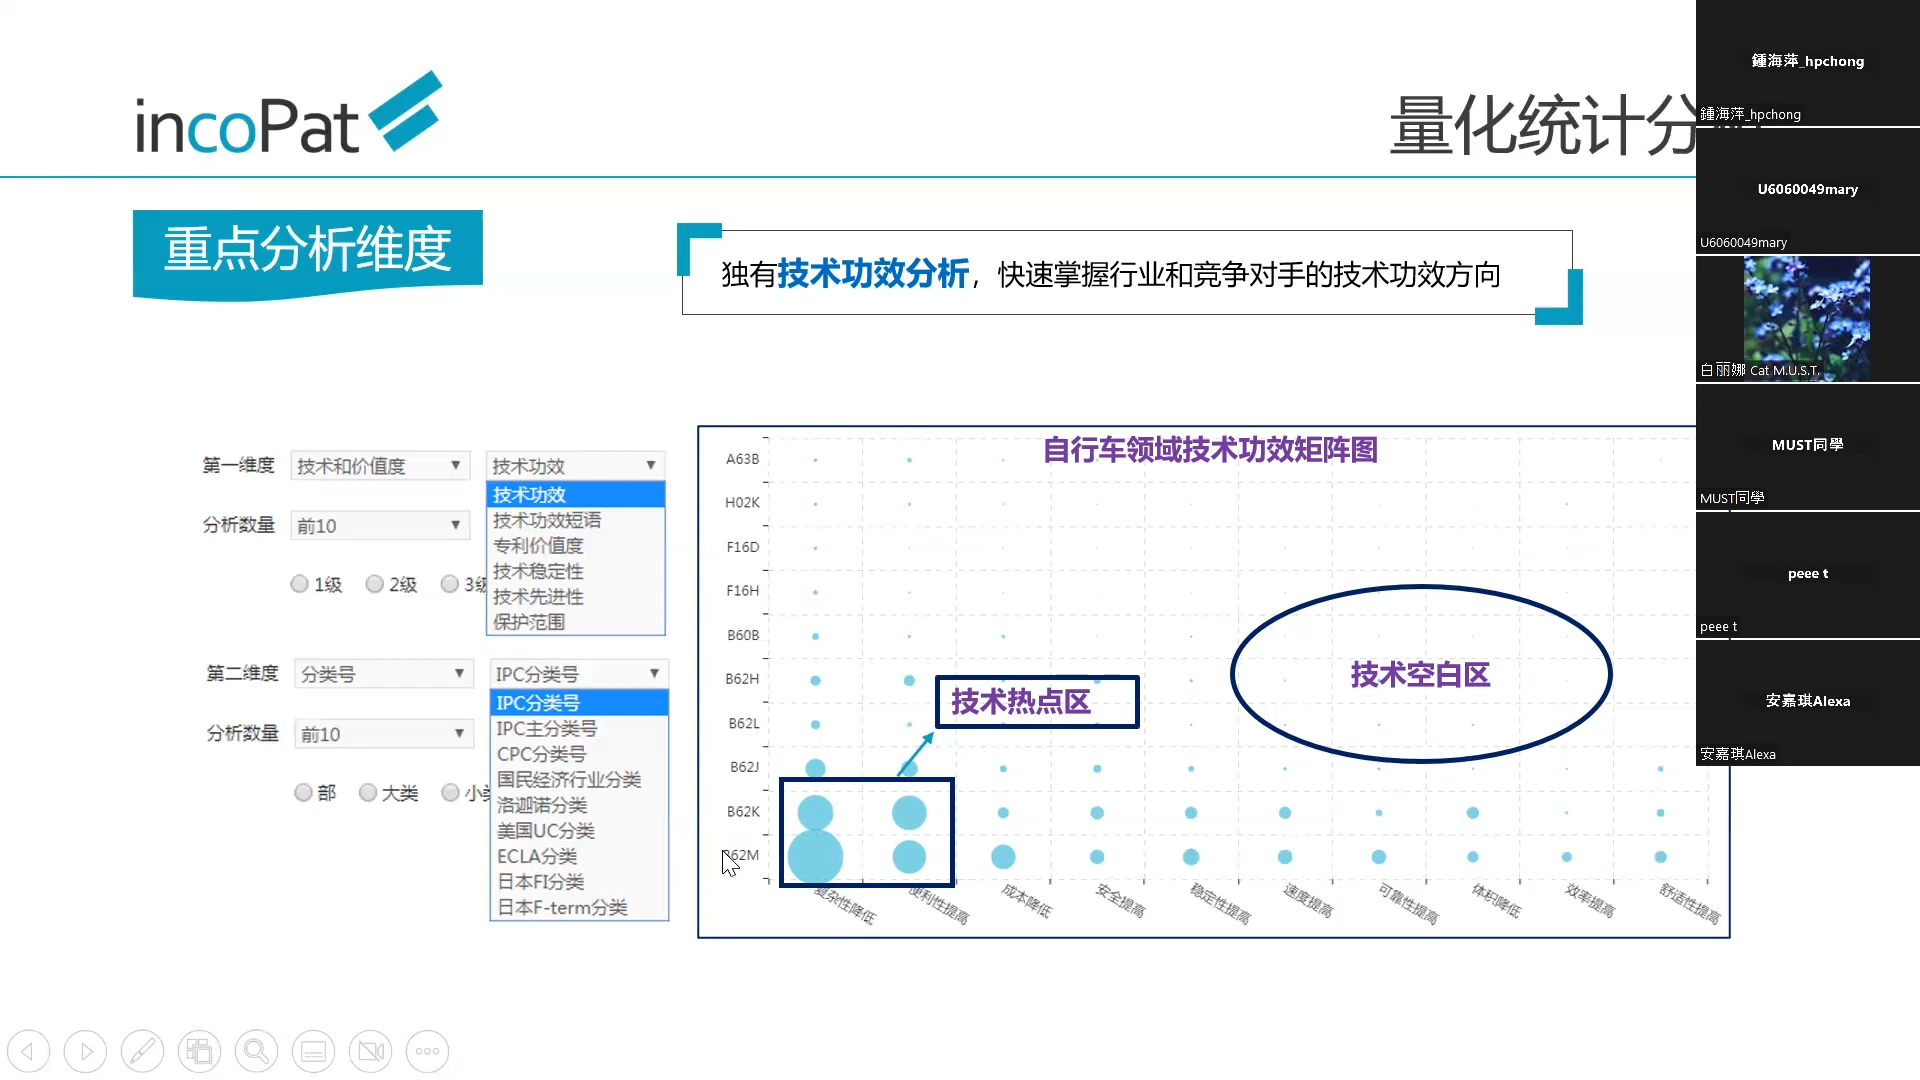 incoPat
量化统计分
重点分析维度
独有技术功效分析，快速掌握行业和竞争对手的技术功效方向
第一维度 技术和价值度 技术功效
技术功效
技术功效短语
专利价值度
技术稳定性
技术先进性
保护范围
分析数量 前10
1级 2级 3级
第二维度 分类号 IPC分类号
IPC分类号
IPC主分类号
CPC分类号
国民经济行业分类
洛迦诺分类
美国UC分类
ECLA分类
日本FI分类
日本F-term分类
分析数量 前10
部 大类 小类
自行车领域技术功效矩阵图
A63B
H02K
F16D
F16H
B60B
B62H
B62L
B62J
B62K
B62M
技术热点区
技术空白区
复杂性降低
便利性提高
成本降低
安全提高
稳定性提高
速度提高
可靠性提高
体积降低
效率提高
舒适性提高
鍾海萍_hpchong
鍾海萍_hpchong
U6060049mary
U6060049mary
白丽娜 Cat M.U.S.T.
MUST同學
MUST同學
peee t
peee t
安嘉琪Alexa
安嘉琪Alexa